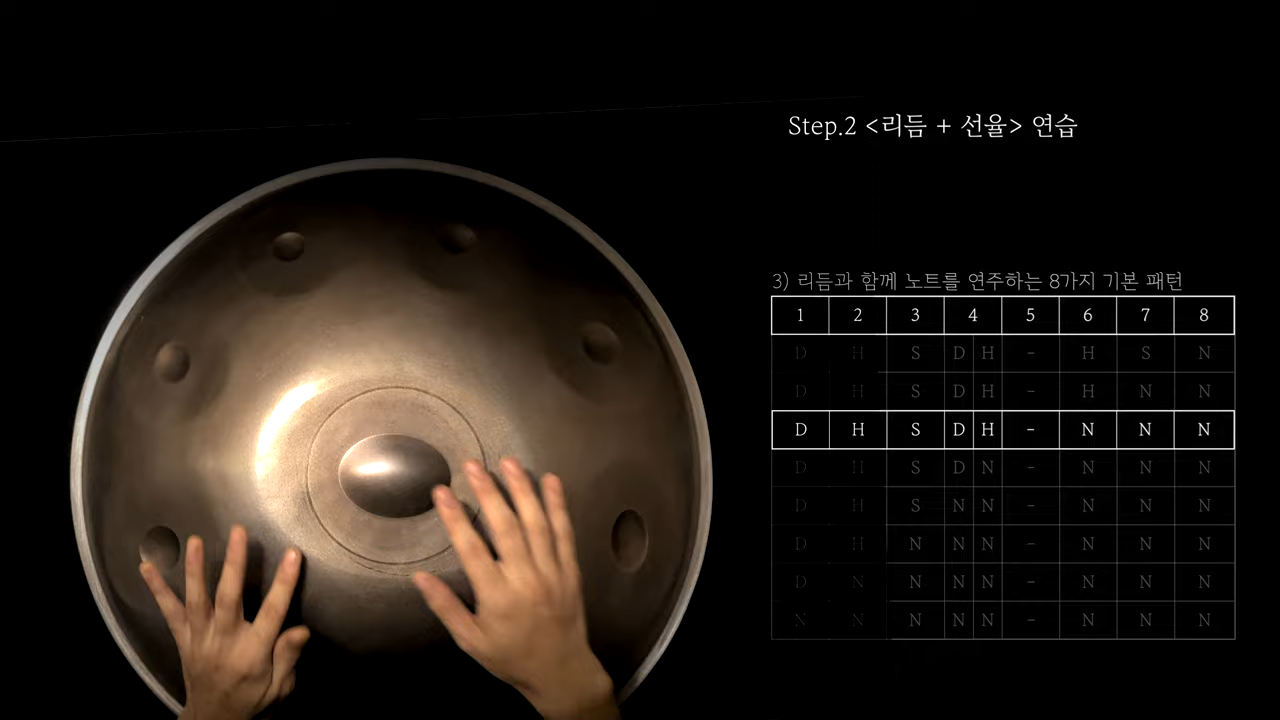 Step.2 <리듬 + 선율> 연습
3) 리듬과 함께 노트를 연주하는 8가지 기본 패턴
1 2 3 4 5 6 7 8
D H S D H - H S N
D H S D H - H N N
D H S D H - N N N
D H S D N - N N N
D H S N N - N N N
D H N N N - N N N
D N N N N - N N N
N N N N N - N N N